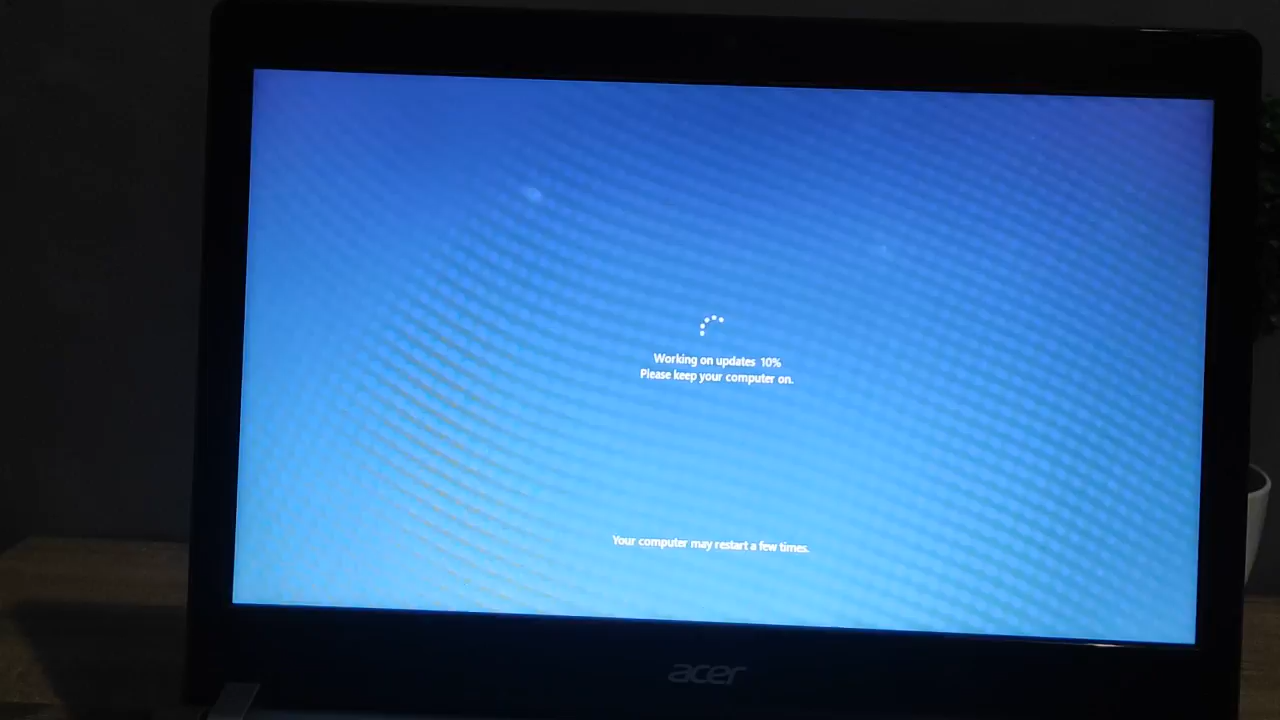 Working on updates 10%
Please keep your computer on.
Your computer may restart a few times.
acer